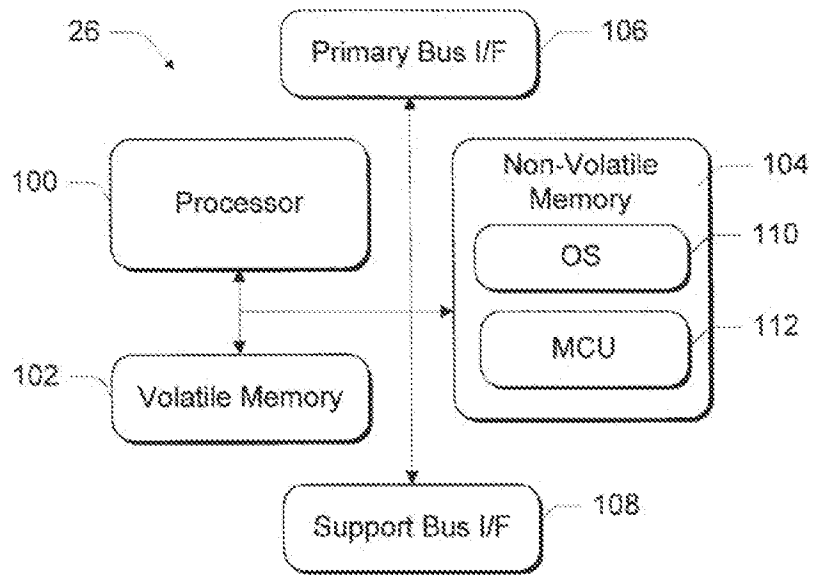 26
Primary Bus I/F
106
100
Processor
Non-Volatile
Memory
104
OS
110
MCU
112
102
Volatile Memory
Support Bus I/F
108